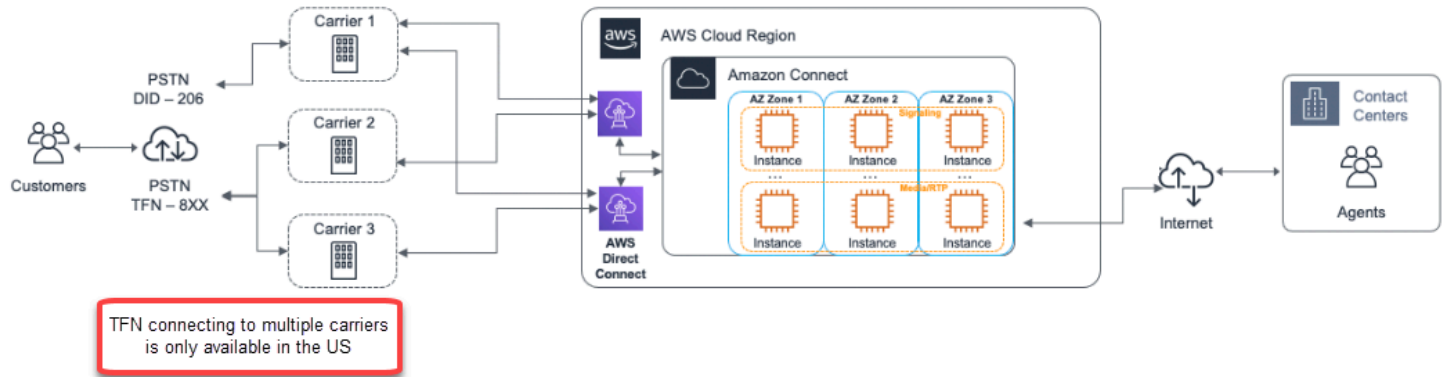 Customers
PSTN
DID – 206
PSTN
TFN – 8XX
Carrier 1
Carrier 2
Carrier 3
TFN connecting to multiple carriers
is only available in the US
aws
AWS Cloud Region
AWS
Direct
Connect
Amazon Connect
AZ Zone 1
AZ Zone 2
AZ Zone 3
Signaling
Instance
Instance
Instance
...
...
...
Media/RTP
Instance
Instance
Instance
Internet
Contact
Centers
Agents